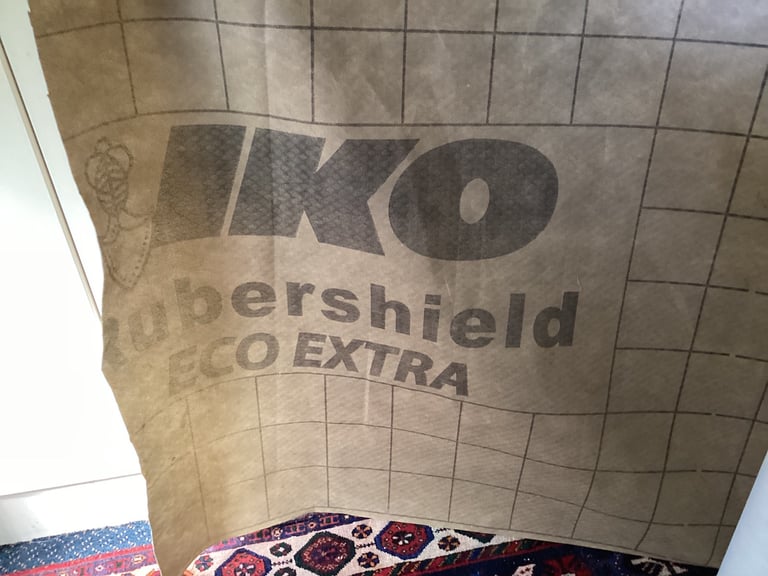 IKO
Rubershield
ECO EXTRA